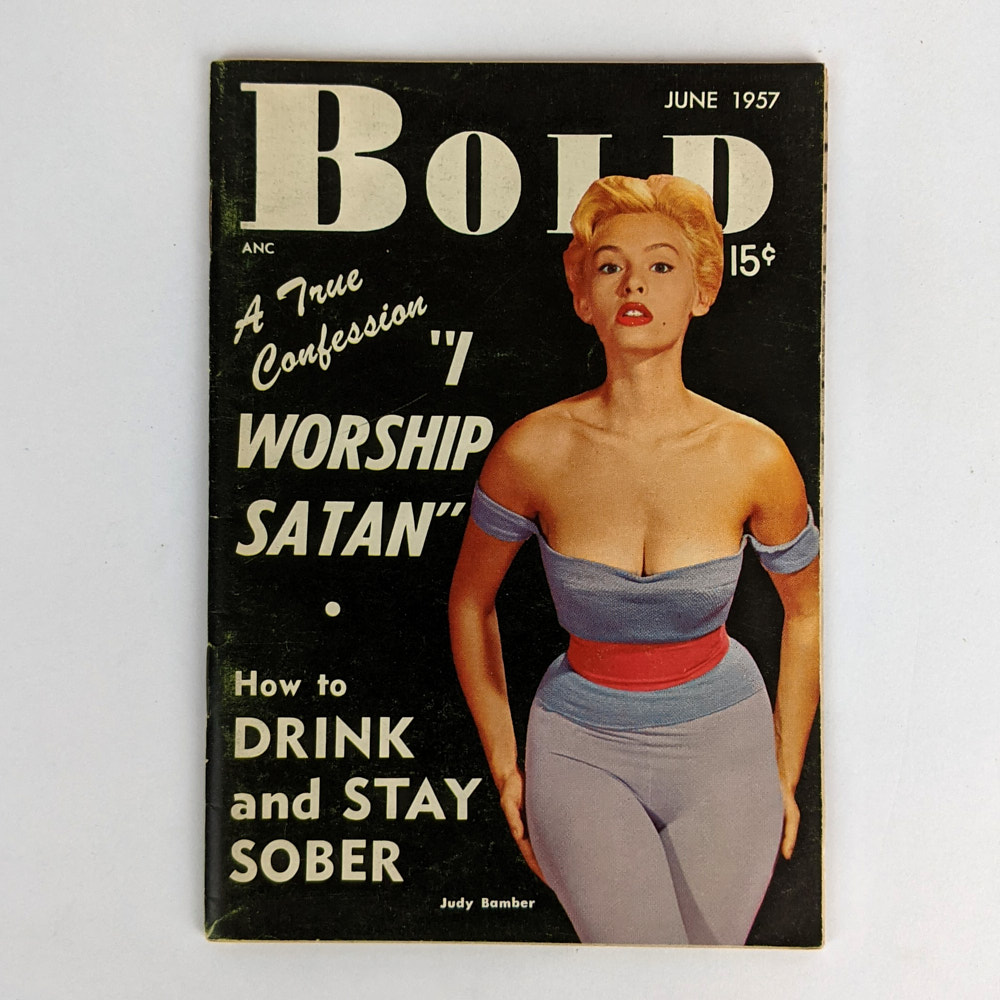 BOLD
JUNE 1957
15¢
ANC
A True
Confession
"I
WORSHIP
SATAN"
•
How to
DRINK
and STAY
SOBER
Judy Bamber